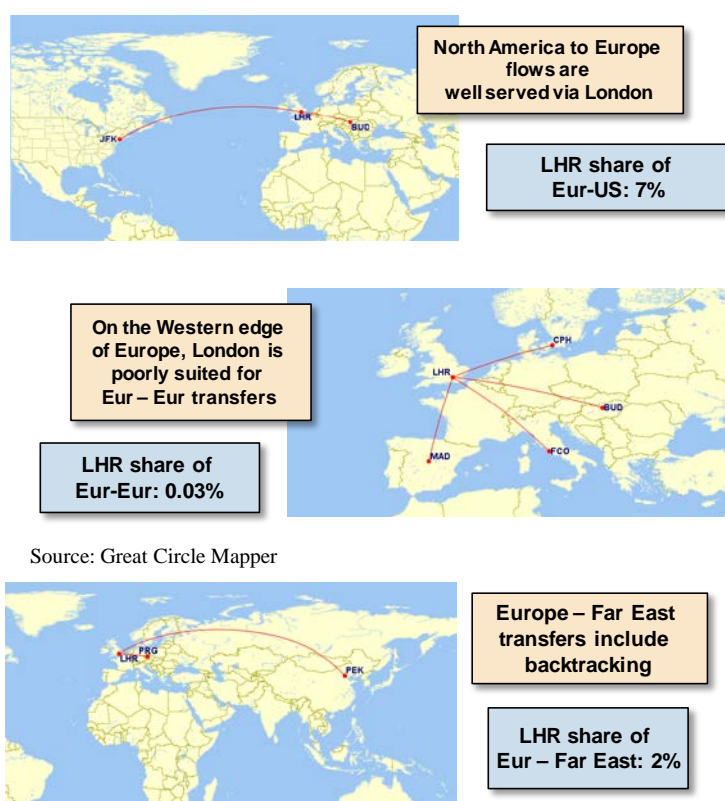 North America to Europe
flows are
well served via London
JFK
LHR
BUD
LHR share of
Eur-US: 7%
On the Western edge
of Europe, London is
poorly suited for
Eur – Eur transfers
CPH
LHR
BUD
MAD
FCO
LHR share of
Eur-Eur: 0.03%
Source: Great Circle Mapper
PRG
LHR
PEK
Europe – Far East
transfers include
backtracking
LHR share of
Eur – Far East: 2%